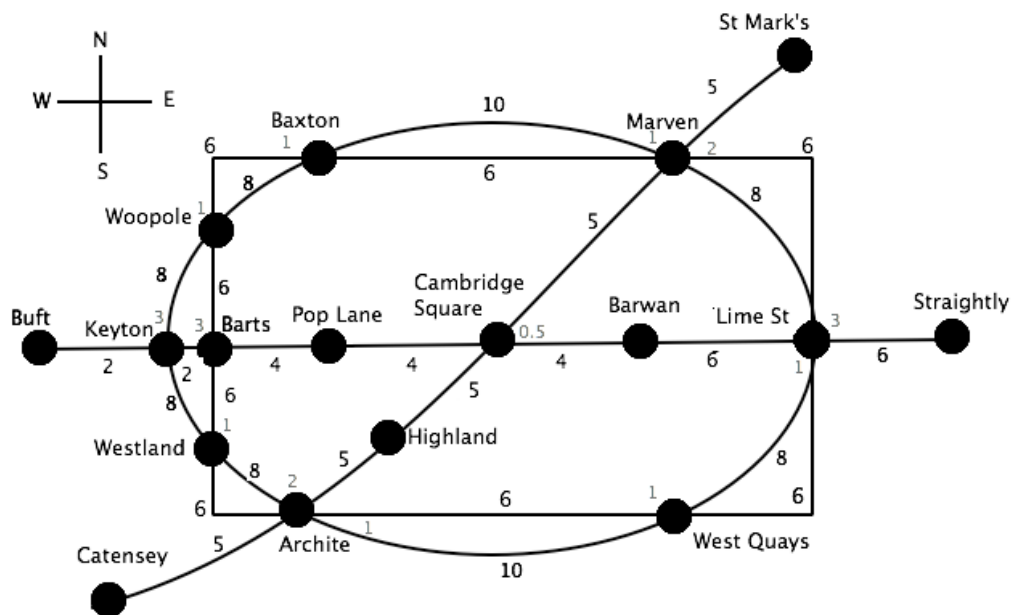 St Mark's
N
W
E
S
5
10
Baxton
Marven
1
1
2
6
6
6
8
8
Woopole
1
5
8
6
Cambridge
Square
Barwan
'Lime St
Straightly
Buft
Keyton
3
3
Barts
Pop Lane
0.5
3
2
2
4
4
4
6
1
6
8
6
5
Westland
1
Highland
8
5
8
2
6
1
6
6
1
Archite
West Quays
5
Catensey
10